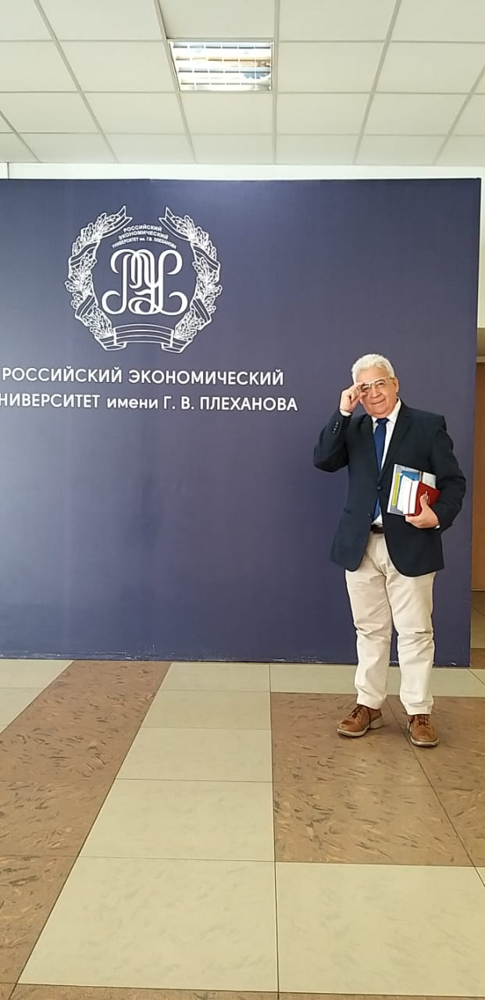 РОССИЙСКИЙ
ЭКОНОМИЧЕСКИЙ
УНИВЕРСИТЕТ им. Г.В. ПЛЕХАНОВА
РЭУ
РОССИЙСКИЙ ЭКОНОМИЧЕСКИЙ
НИВЕРСИТЕТ имени Г. В. ПЛЕХАНОВА